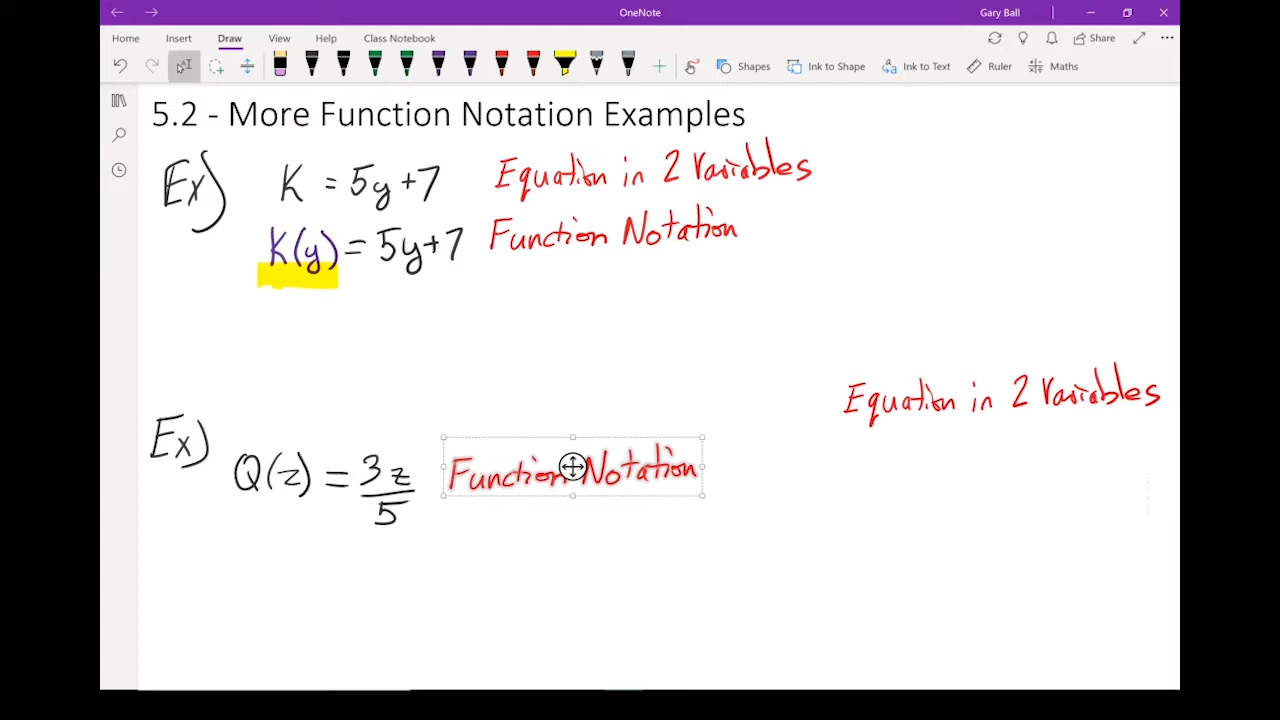 OneNote
Gary Ball
Home Insert Draw View Help Class Notebook
Share
Shapes Ink to Shape Ink to Text Ruler Maths
5.2 - More Function Notation Examples
Ex) K = 5y+7 Equation in 2 Variables
K(y) = 5y+7 Function Notation
Equation in 2 Variables
Ex) Q(z) = 3z/5 Function Notation